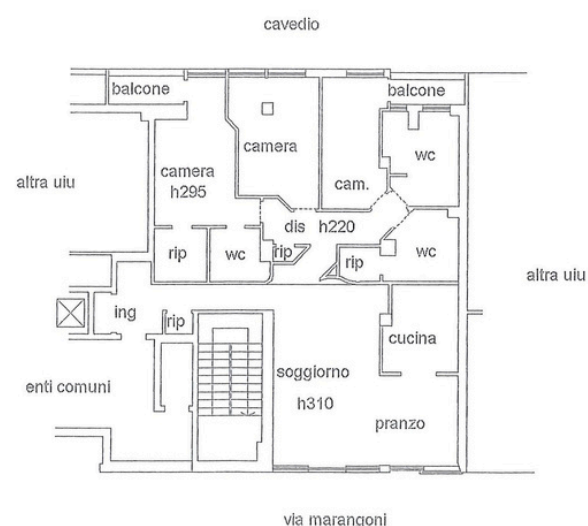 cavedio
balcone
balcone
camera
wc
altra uiu
camera
h295
cam.
dis h220
rip
wc
rip
rip
wc
altra uiu
ing
rip
cucina
enti comuni
soggiorno
h310
pranzo
via marangoni